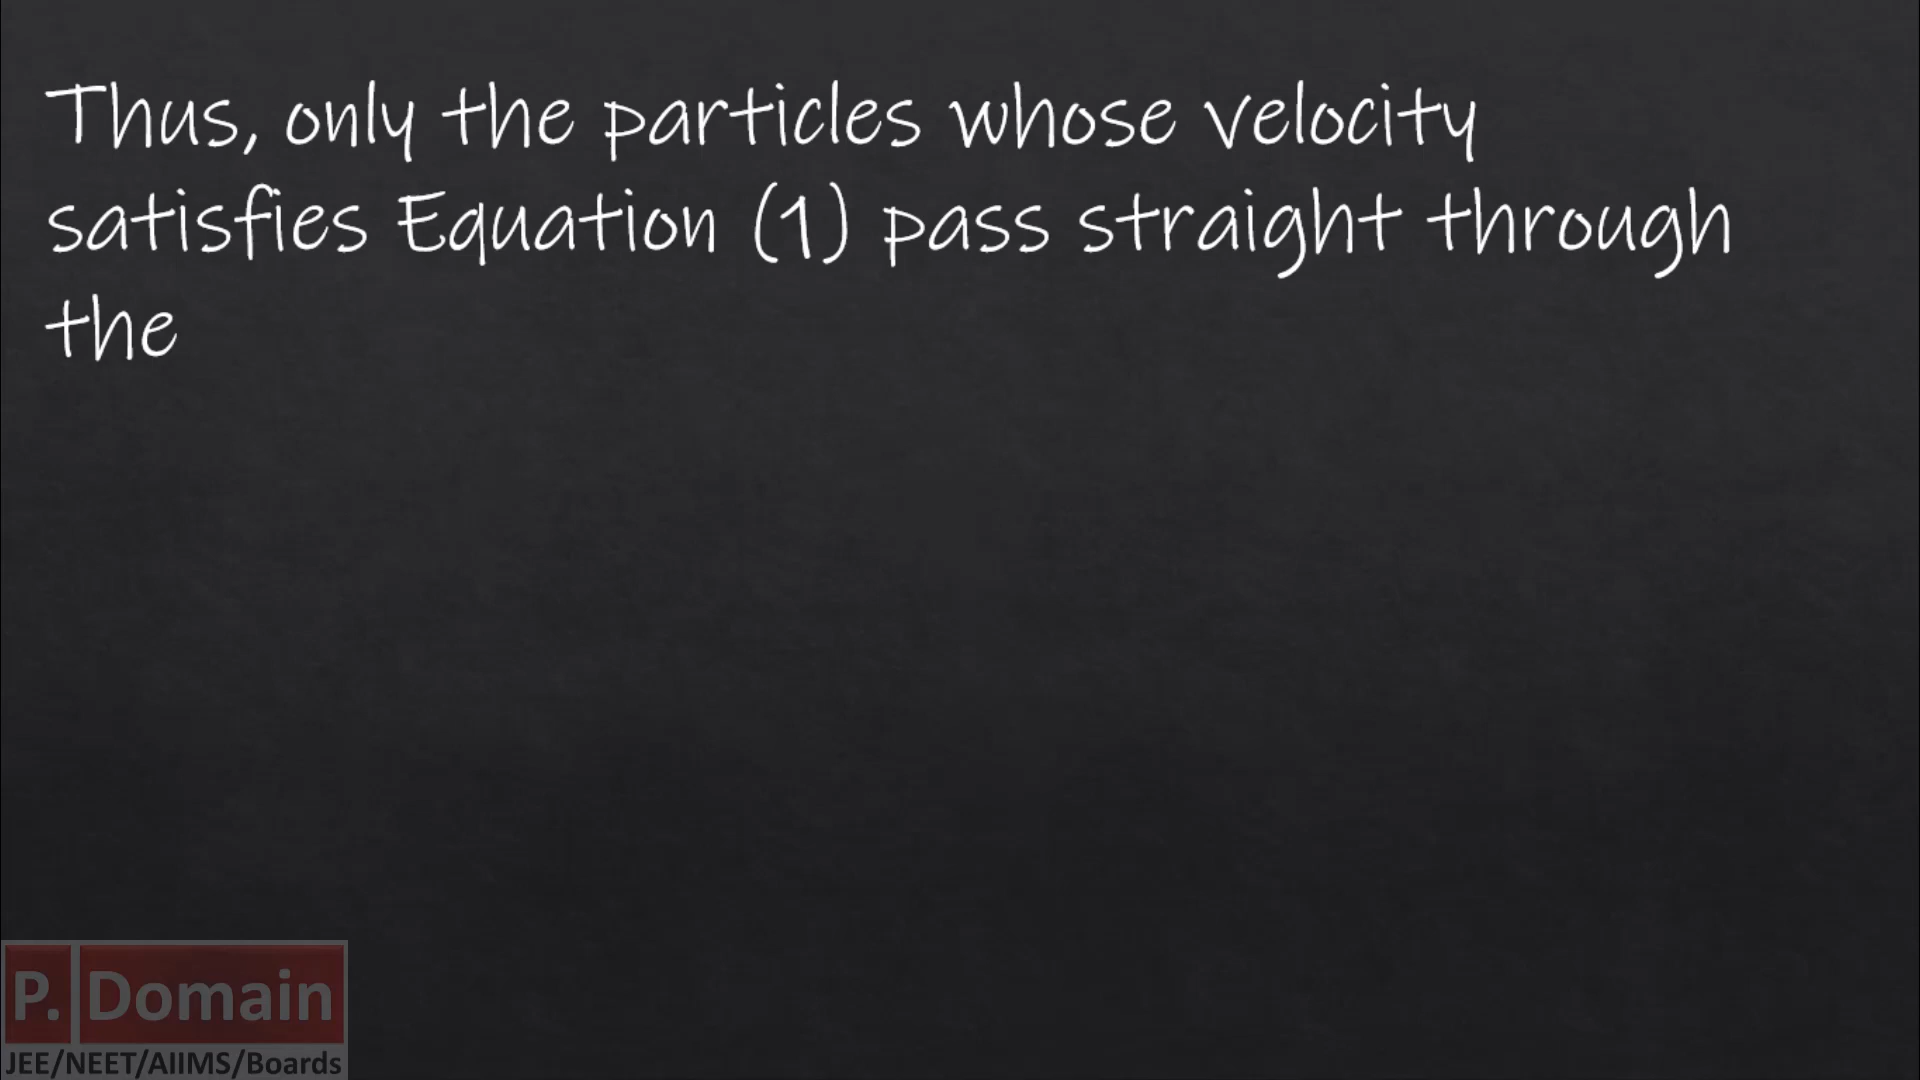 Thus, only the particles whose velocity
satisfies Equation (1) pass straight through
the
P. Domain
JEE/NEET/AIIMS/Boards